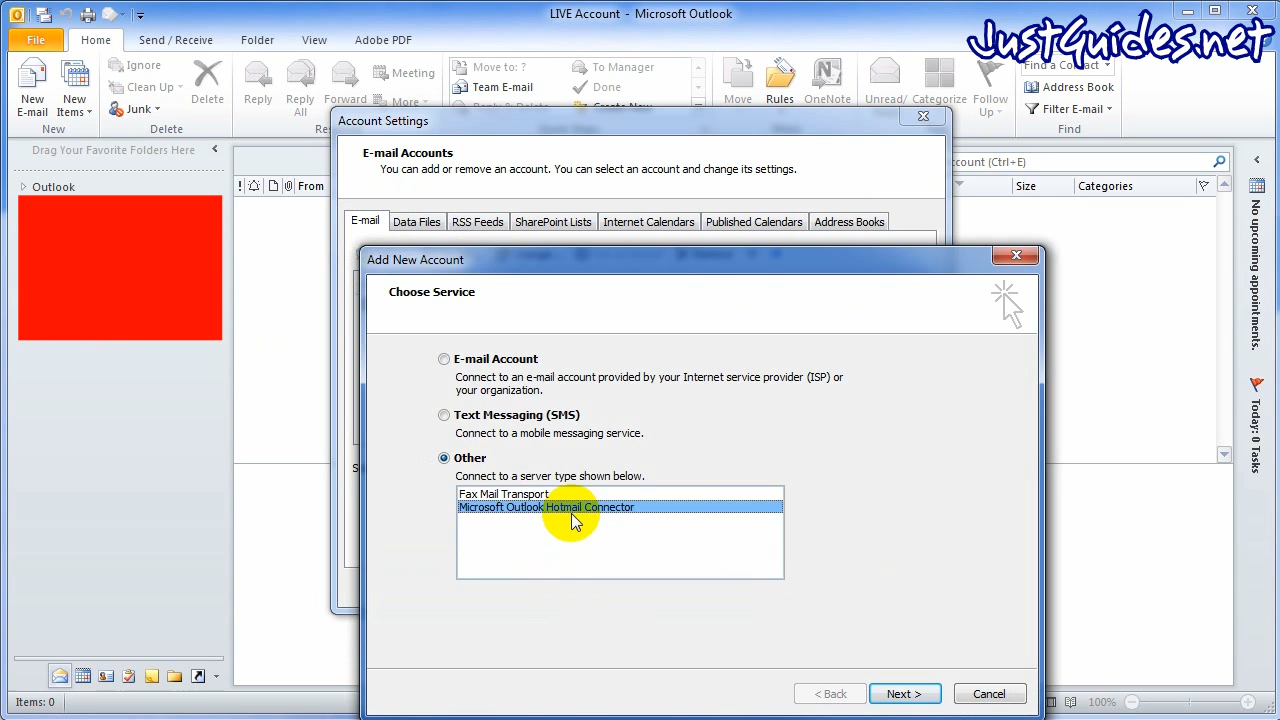 LIVE Account - Microsoft Outlook
JustGuides.net
File Home Send / Receive Folder View Adobe PDF
Ignore
Clean Up
Junk
Delete
New E-mail
New Items
Reply
Reply All
Forward
Meeting
More
Move to: ?
Team E-mail
Reply & Delete
To Manager
Done
Create New
Move
Rules
OneNote
Unread/
Categorize
Follow Up
Find a Contact
Address Book
Filter E-mail
New
Delete
Find
Drag Your Favorite Folders Here
Outlook
From
ccount (Ctrl+E)
Size
Categories
Account Settings
E-mail Accounts
You can add or remove an account. You can select an account and change its settings.
E-mail Data Files RSS Feeds SharePoint Lists Internet Calendars Published Calendars Address Books
Add New Account
Choose Service
E-mail Account
Connect to an e-mail account provided by your Internet service provider (ISP) or
your organization.
Text Messaging (SMS)
Connect to a mobile messaging service.
Other
Connect to a server type shown below.
Fax Mail Transport
Microsoft Outlook Hotmail Connector
< Back
Next >
Cancel
No upcoming appointments.
Today: 0 Tasks
Items: 0
100%